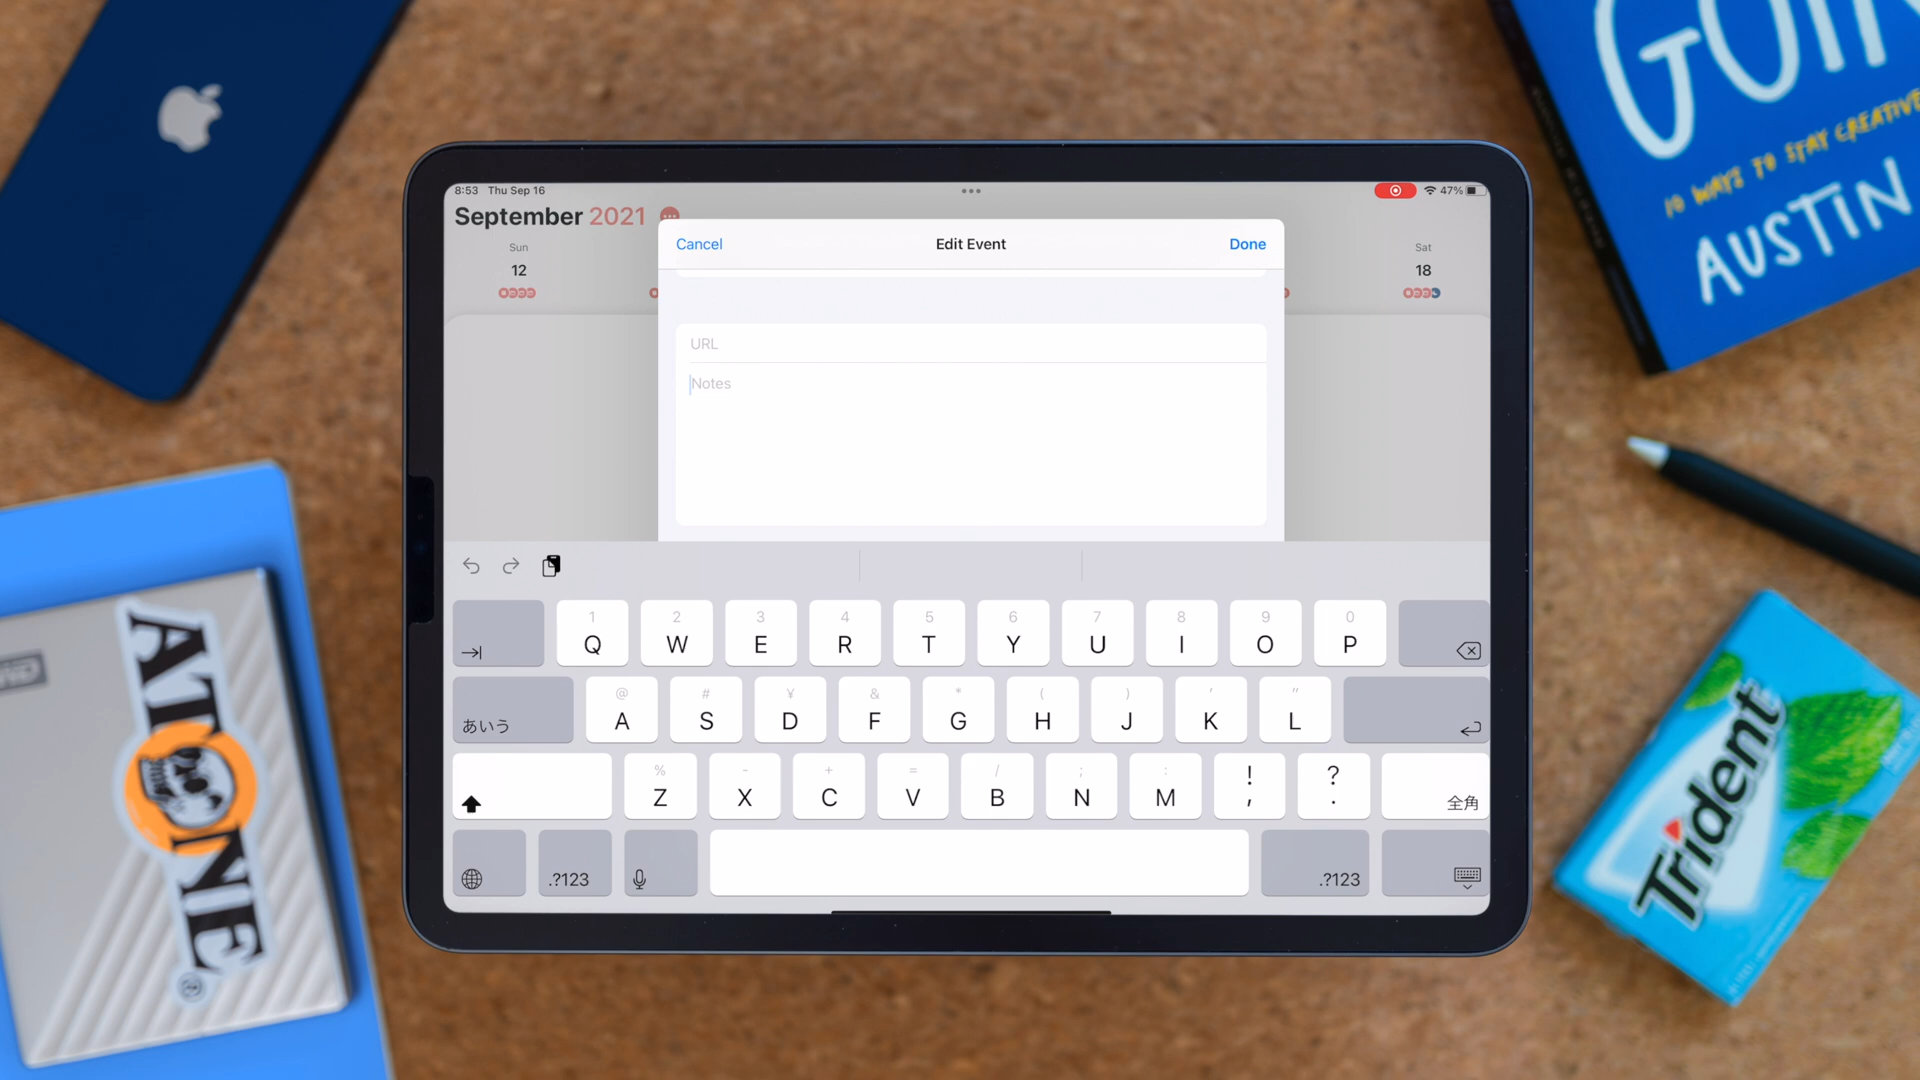 GOIN
10 WAYS TO STAY CREATIVE
AUSTIN
8:53 Thu Sep 16
47%
September 2021
Sun
12
Sat
18
Cancel
Edit Event
Done
URL
Notes
1 2 3 4 5 6 7 8 9 0
Q W E R T Y U I O P
@ # ¥ & * ( ) ' "
あいう A S D F G H J K L
% - + = / ; : ! ?
Z X C V B N M , . 全角
.?123 .?123
ATONE
®
Trident